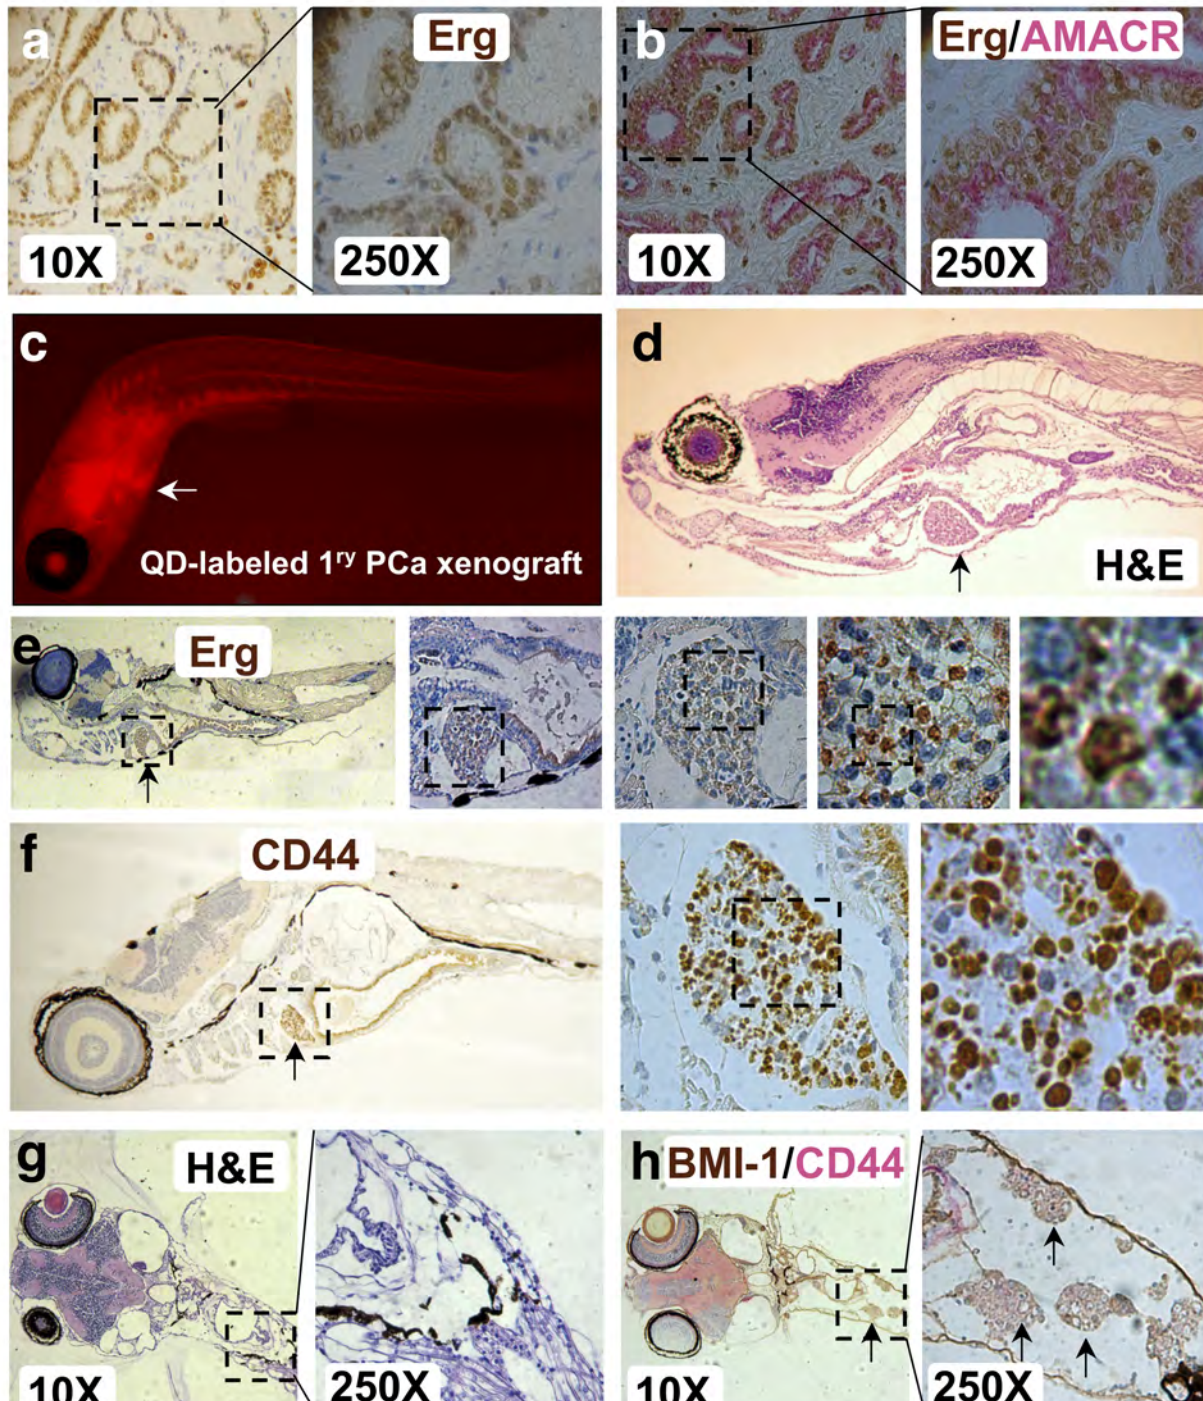 a
Erg
10X
250X
b
Erg/AMACR
10X
250X
c
QD-labeled 1ry PCa xenograft
d
H&E
e
Erg
f
CD44
g
H&E
10X
250X
h
BMI-1/CD44
10X
250X